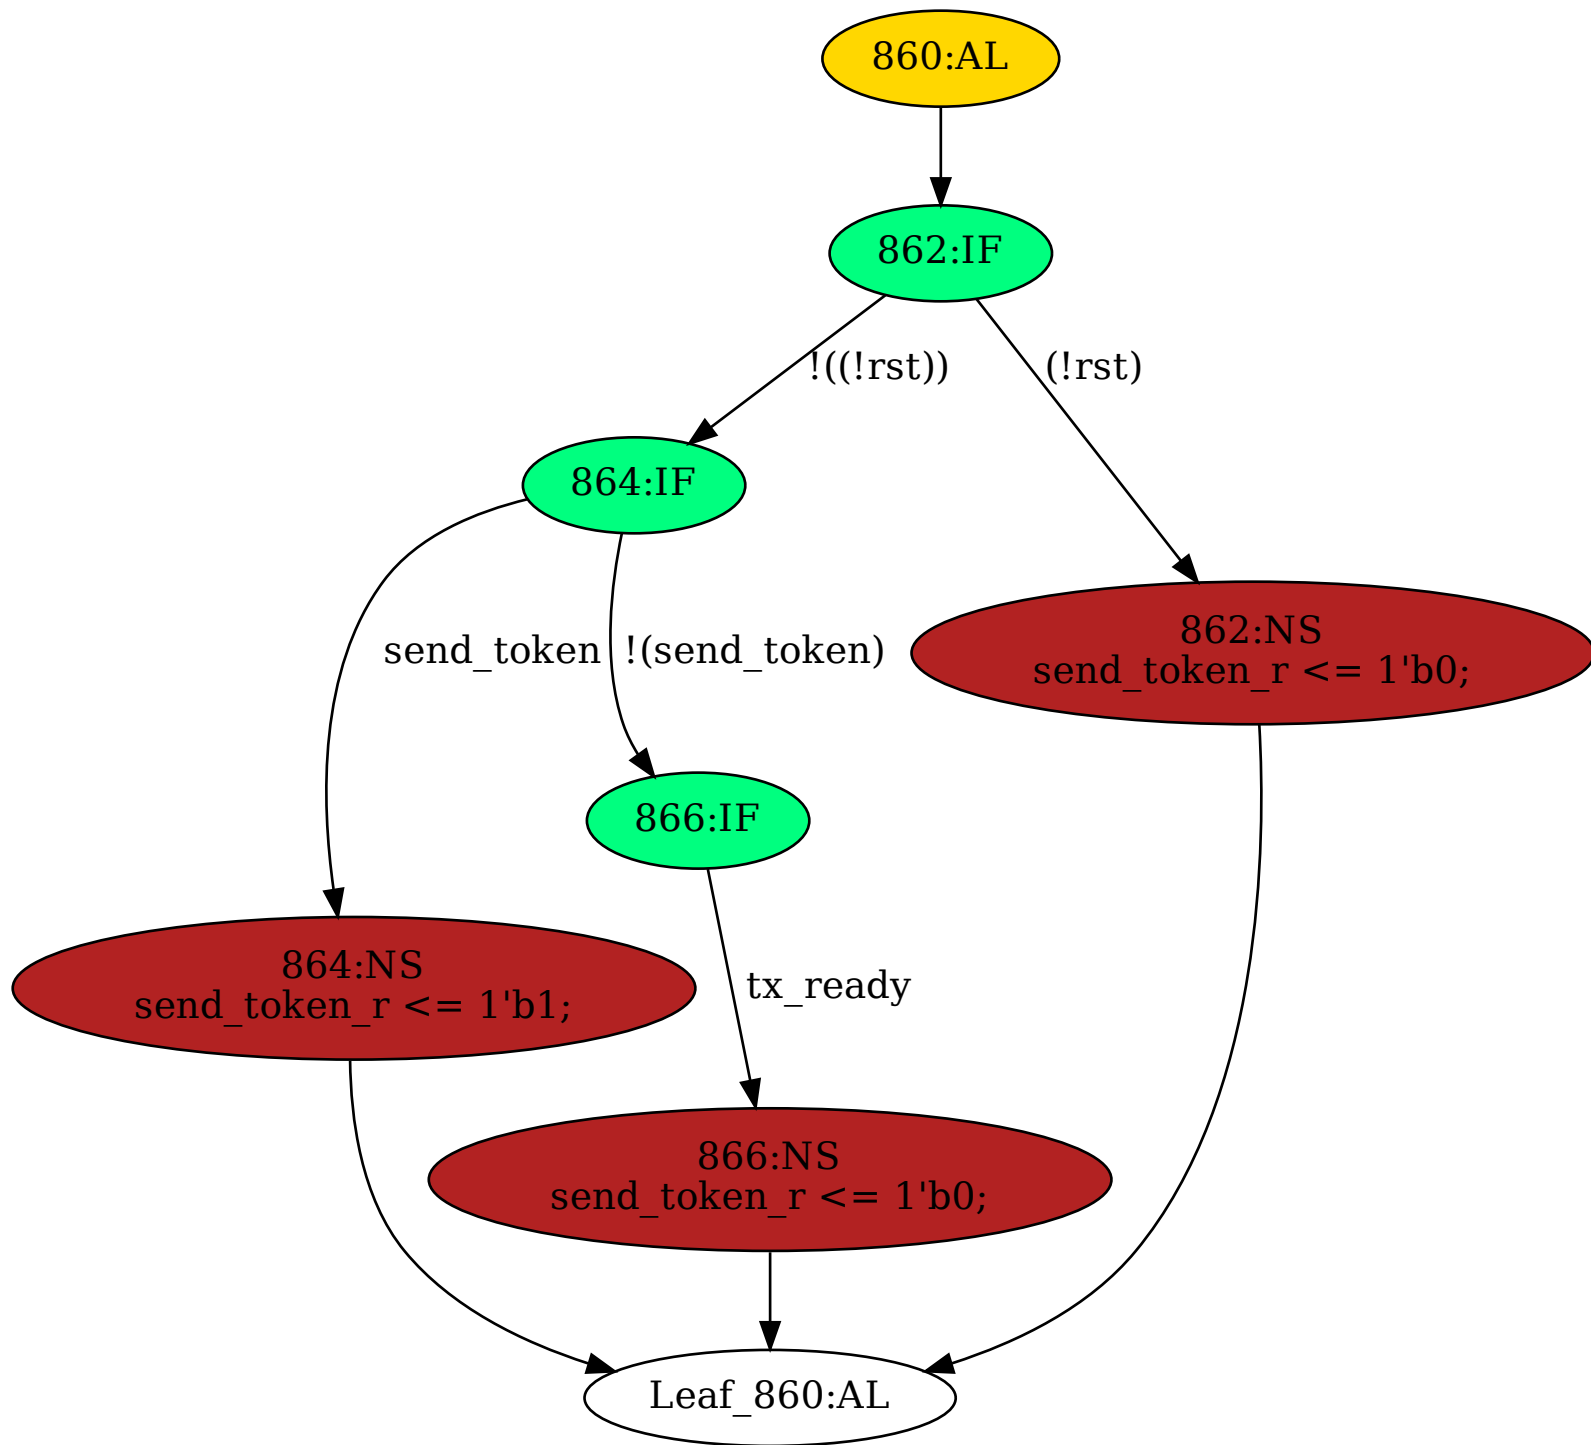 860:AL
862:IF
!((!rst))
(!rst)
864:IF
send_token
!(send_token)
862:NS
send_token_r <= 1'b0;
866:IF
864:NS
send_token_r <= 1'b1;
tx_ready
866:NS
send_token_r <= 1'b0;
Leaf_860:AL